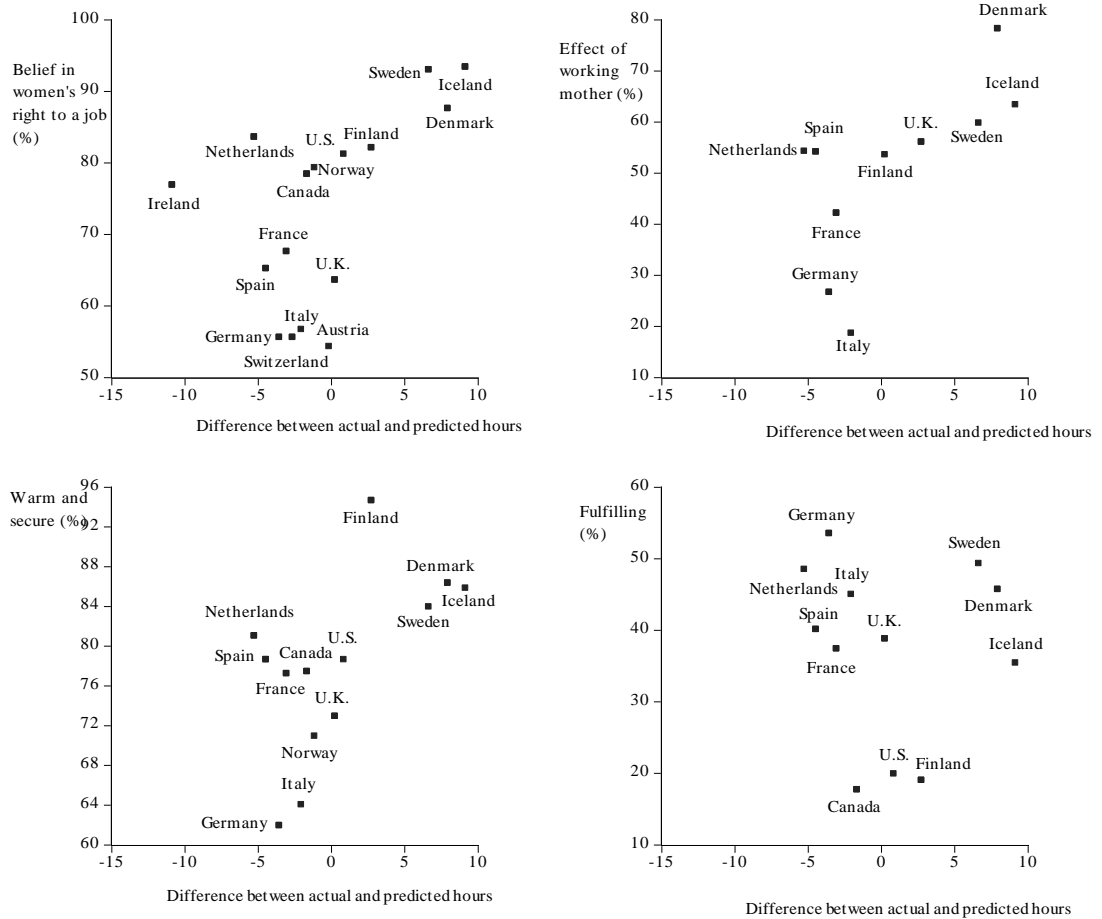 Belief in
women's
right to a job
(%)
100
90
80
70
60
50
Sweden
Iceland
Denmark
Netherlands
U.S.
Finland
Norway
Canada
Ireland
France
U.K.
Spain
Italy
Austria
Germany
Switzerland
-15
-10
-5
0
5
10
Difference between actual and predicted hours
Effect of
working
mother (%)
80
70
60
50
40
30
20
10
Denmark
Iceland
Spain
U.K.
Netherlands
Sweden
Finland
France
Germany
Italy
-15
-10
-5
0
5
10
Difference between actual and predicted hours
Warm and
secure (%)
96
92
88
84
80
76
72
68
64
60
Finland
Denmark
Iceland
Sweden
Netherlands
U.S.
Spain
Canada
France
U.K.
Norway
Italy
Germany
-15
-10
-5
0
5
10
Difference between actual and predicted hours
Fulfilling
(%)
60
50
40
30
20
10
Germany
Sweden
Netherlands
Italy
Denmark
Spain
U.K.
France
Iceland
U.S.
Finland
Canada
-15
-10
-5
0
5
10
Difference between actual and predicted hours